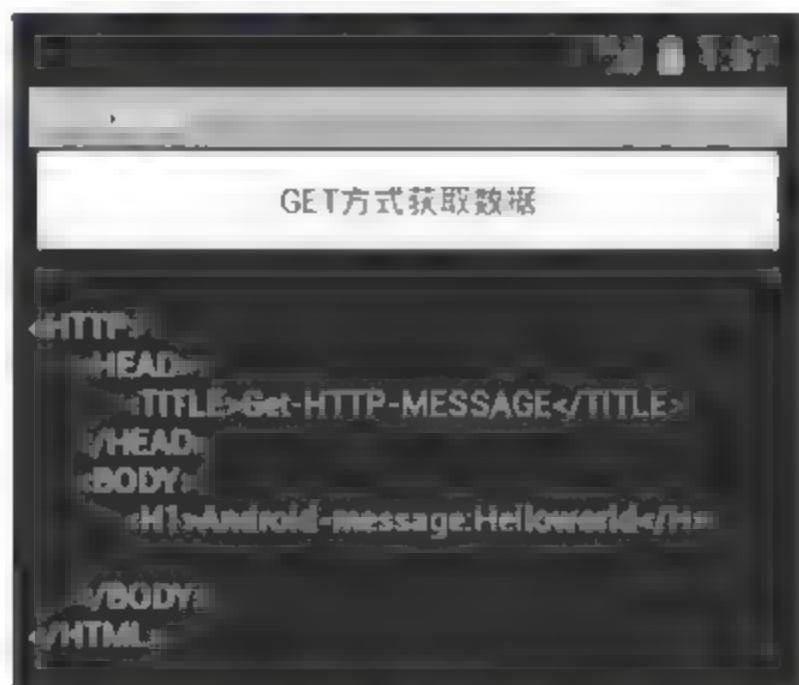 GET方式获取数据
<HTTP>
<HEAD>
<TITLE>Get-HTTP-MESSAGE</TITLE>
</HEAD>
<BODY>
<H1>Android-message:Helloworld</H>
</BODY>
</HTML>